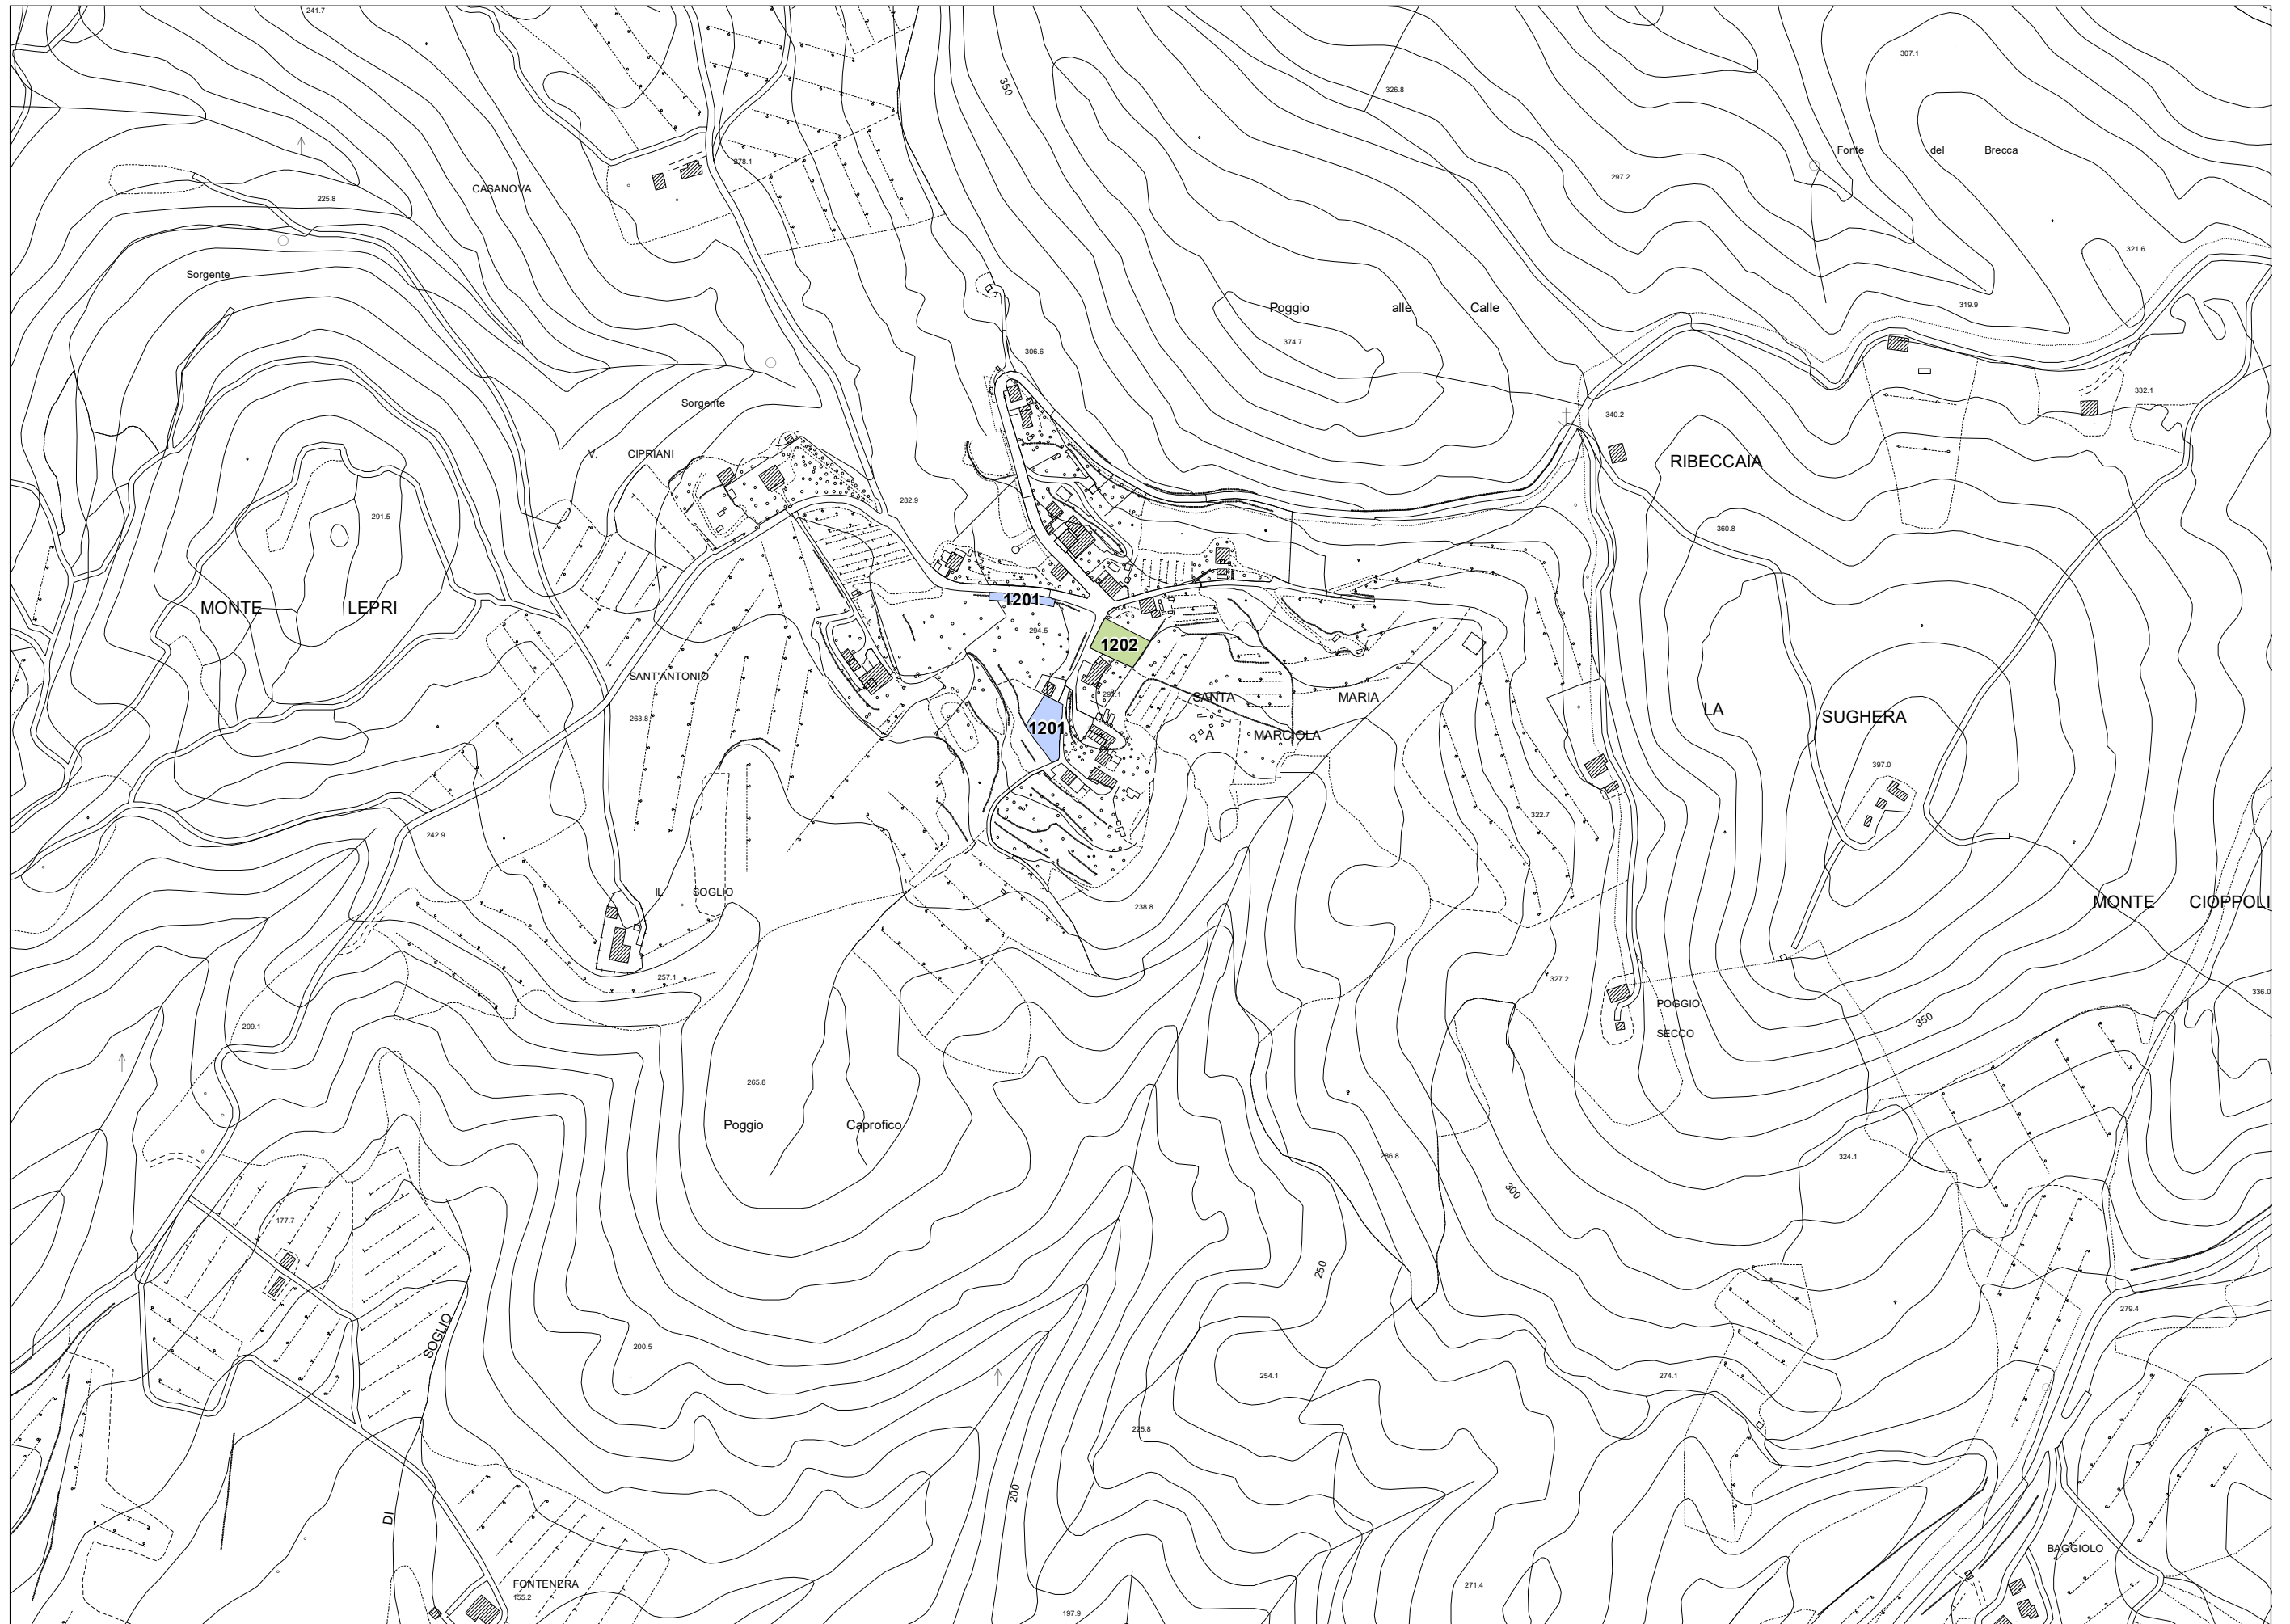 241.7
350
307.1
326.8
Fonte del Brecca
278.1
297.2
CASANOVA
225.8
321.6
Sorgente
Poggio alle Calle
319.9
374.7
306.6
332.1
Sorgente
340.2
V. CIPRIANI
RIBECCAIA
282.9
291.5
360.8
MONTE LEPRI
1201
294.5
1202
SANT'ANTONIO
292.1
SANTA MARIA
263.8
LA SUGHERA
1201
A MARCIOLA
397.0
322.7
242.9
IL SOGLIO
238.8
MONTE CIOPPOLI
257.1
327.2
336.0
POGGIO
SECCO
350
209.1
265.8
Poggio Caprofico
286.8
324.1
300
177.7
250
279.4
SOGLIO
200.5
254.1
274.1
225.8
200
DI
BAGGIOLO
FONTENERA
155.2
271.4
197.9